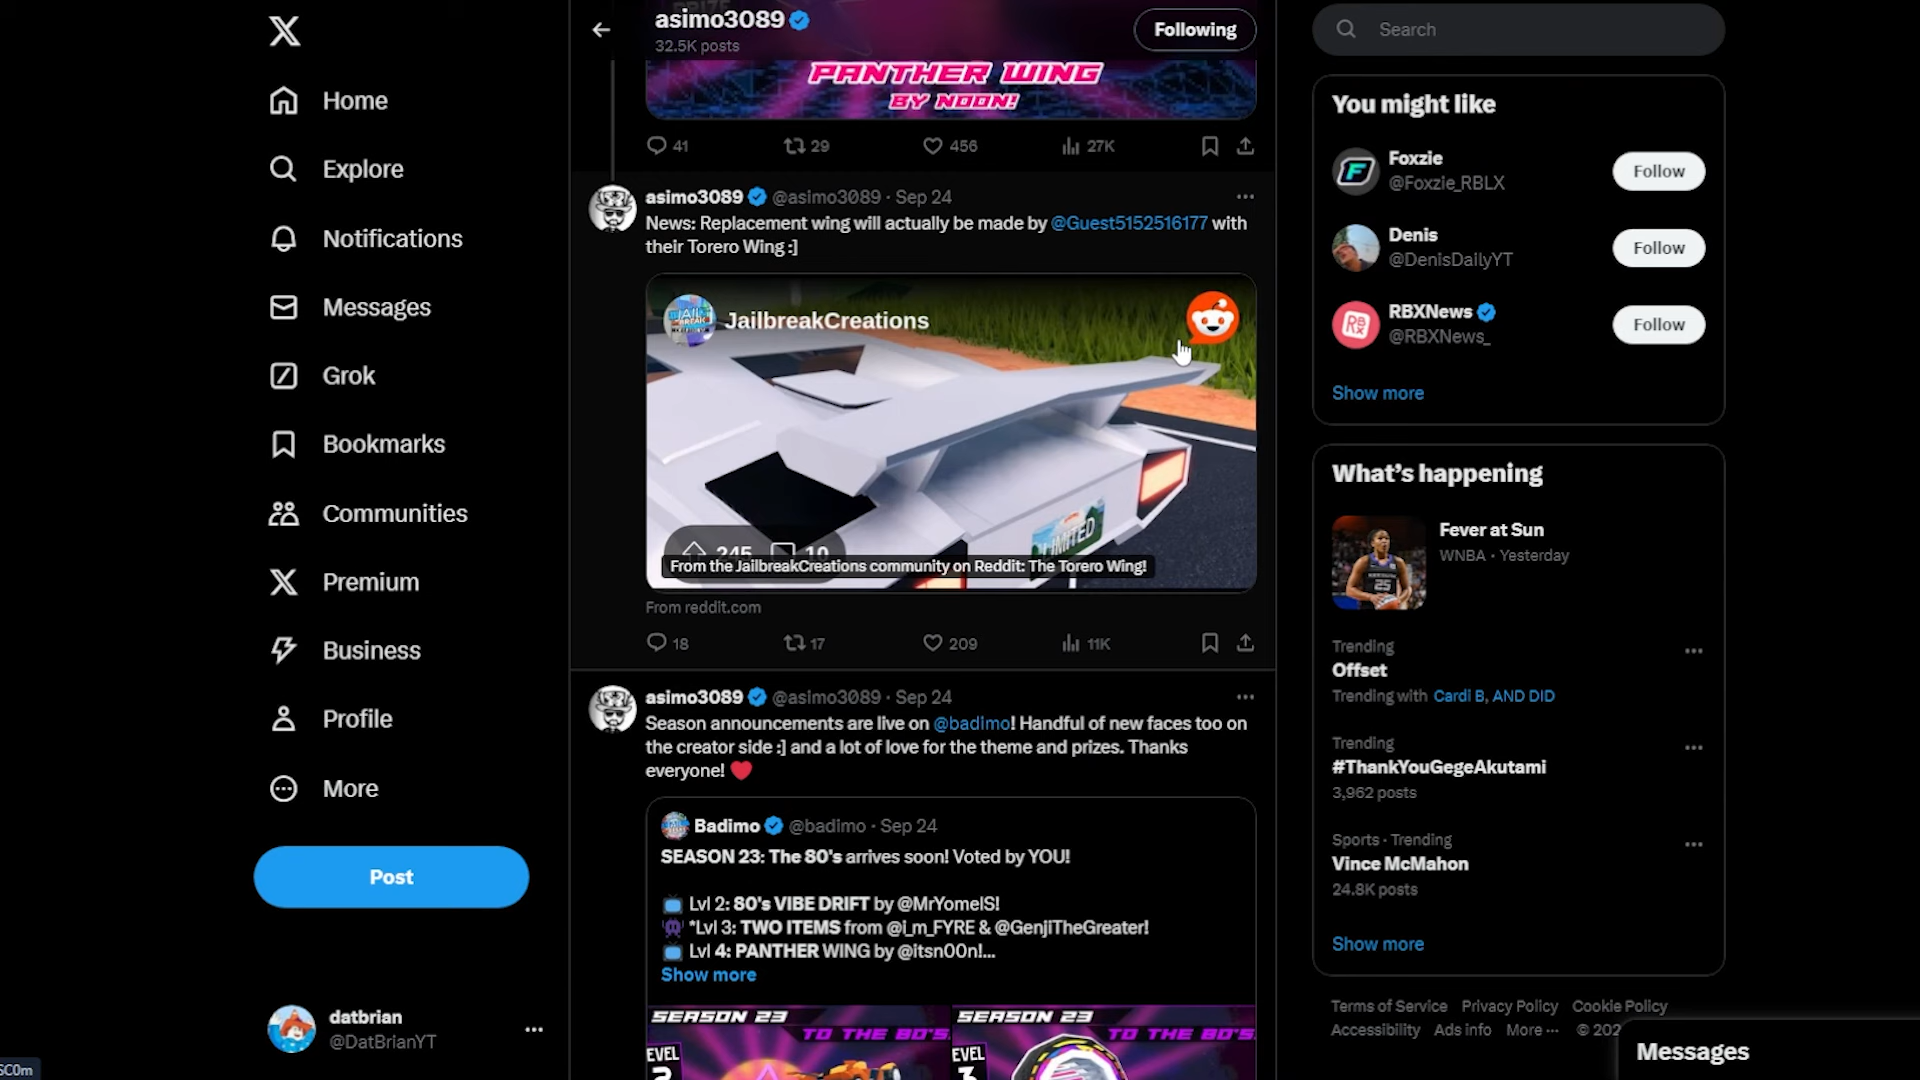 Home
Explore
Notifications
Messages
Grok
Bookmarks
Communities
Premium
Business
Profile
More
Post
datbrian
@DatBrianYT
asimo3089
32.5K posts
Following
PANTHER WING
BY NOON!
41 29 456 27K
asimo3089 @asimo3089 · Sep 24
News: Replacement wing will actually be made by @Guest5152516177 with
their Torero Wing :]
JailbreakCreations
LIMITED
245 10
From the JailbreakCreations community on Reddit: The Torero Wing!
From reddit.com
18 17 209 11K
asimo3089 @asimo3089 · Sep 24
Season announcements are live on @badimo! Handful of new faces too on
the creator side :] and a lot of love for the theme and prizes. Thanks
everyone! ❤️
Badimo @badimo · Sep 24
SEASON 23: The 80's arrives soon! Voted by YOU!
📺 Lvl 2: 80's VIBE DRIFT by @MrYomelS!
👾 *Lvl 3: TWO ITEMS from @i_m_FYRE & @GenjiTheGreater!
📺 Lvl 4: PANTHER WING by @itsn00n!...
Show more
SEASON 23
TO THE 80'S
EVEL
2
SEASON 23
TO THE 80'S
EVEL
3
Search
You might like
Foxzie
@Foxzie_RBLX
Follow
Denis
@DenisDailyYT
Follow
RBXNews
@RBXNews_
Follow
Show more
What's happening
Fever at Sun
WNBA · Yesterday
Trending
Offset
Trending with Cardi B, AND DID
Trending
#ThankYouGegeAkutami
3,962 posts
Sports · Trending
Vince McMahon
24.8K posts
Show more
Terms of Service Privacy Policy Cookie Policy
Accessibility Ads info More ··· © 202
Messages